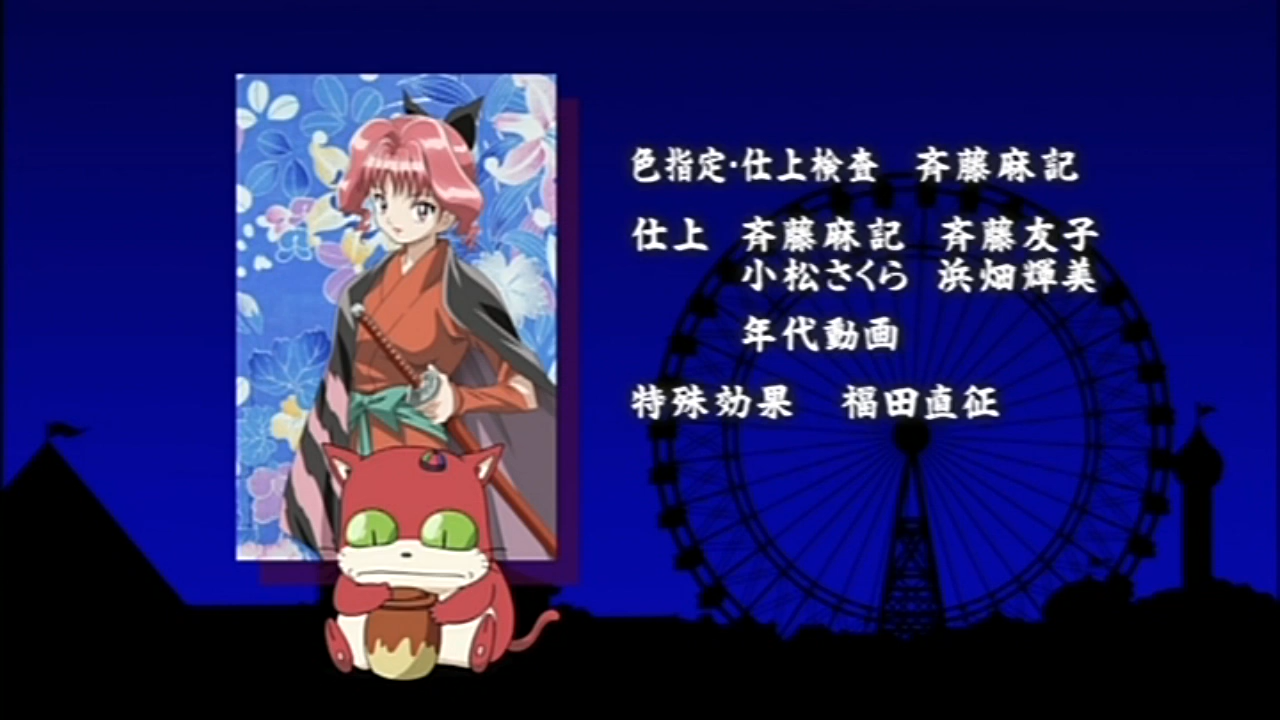 色指定・仕上検査　斉藤麻記
仕上　斉藤麻記　斉藤友子
小松さくら　浜畑輝美
年代動画
特殊効果　福田直征